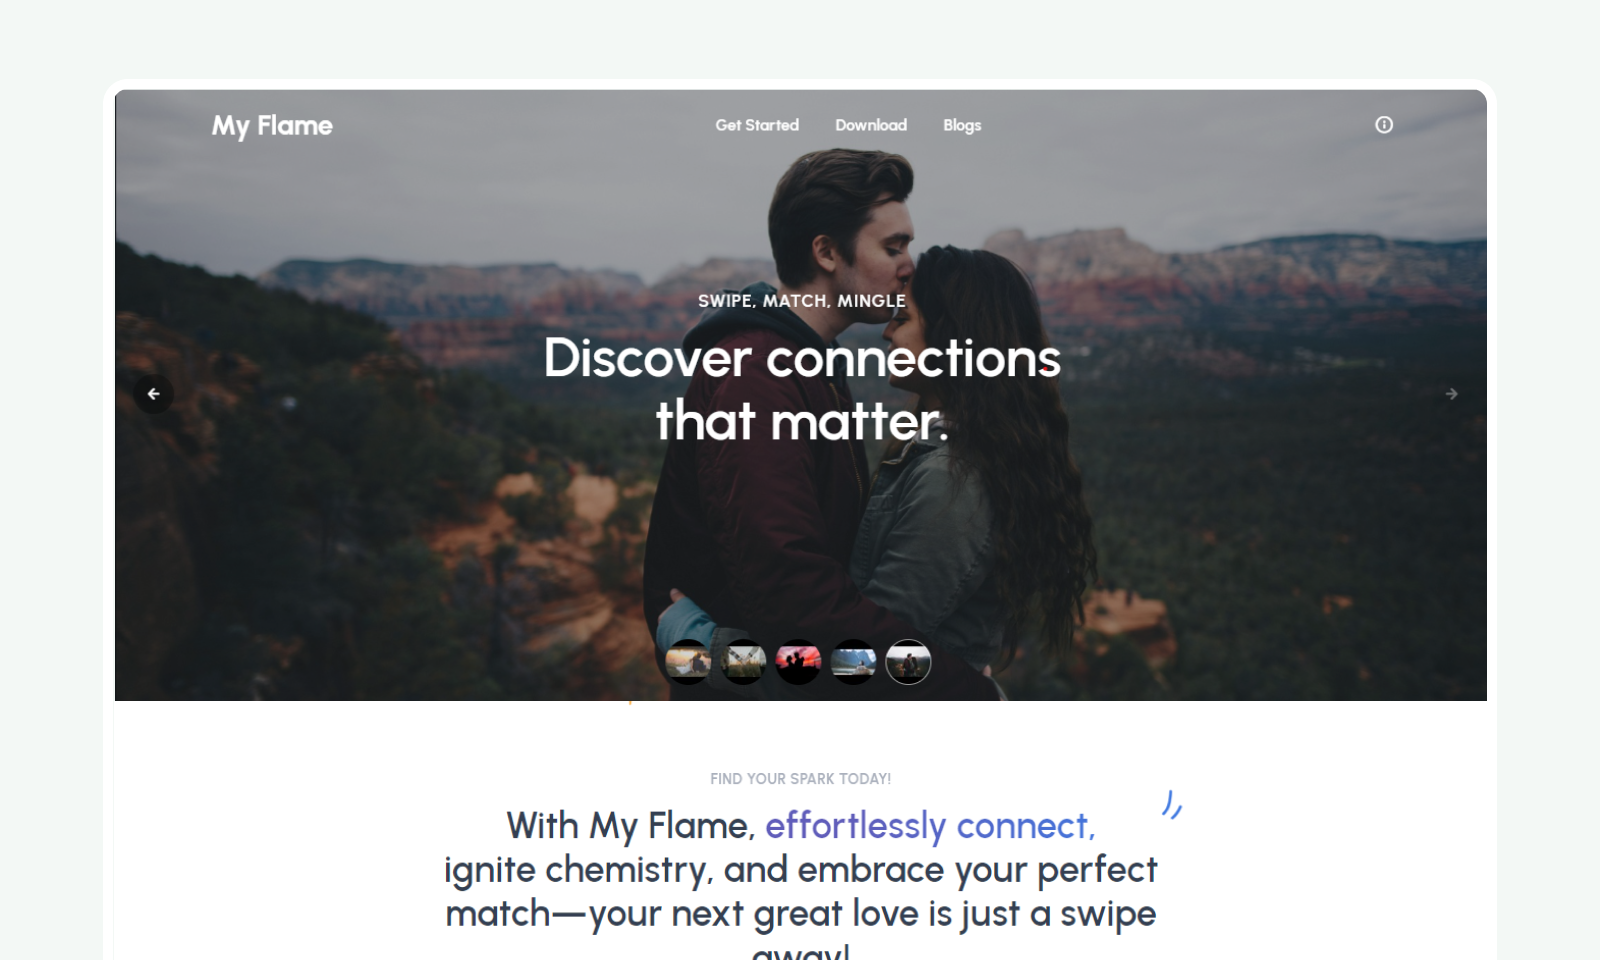 My Flame
Get Started
Download
Blogs
SWIPE, MATCH, MINGLE
Discover connections
that matter.
FIND YOUR SPARK TODAY!
With My Flame, effortlessly connect,
ignite chemistry, and embrace your perfect
match—your next great love is just a swipe
away!